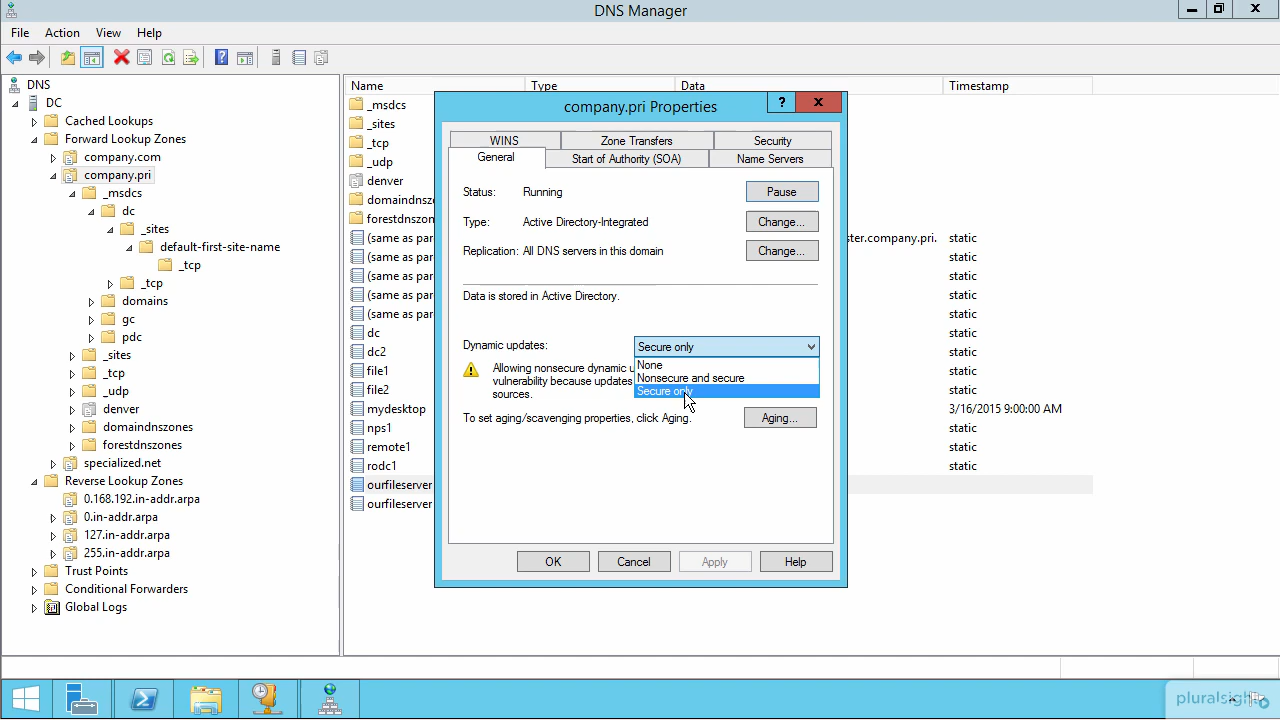 DNS Manager
File Action View Help
DNS
DC
Cached Lookups
Forward Lookup Zones
company.com
company.pri
_msdcs
dc
_sites
default-first-site-name
_tcp
_tcp
domains
gc
pdc
_sites
_tcp
_udp
denver
domaindnszones
forestdnszones
specialized.net
Reverse Lookup Zones
0.168.192.in-addr.arpa
0.in-addr.arpa
127.in-addr.arpa
255.in-addr.arpa
Trust Points
Conditional Forwarders
Global Logs
Name Type Data Timestamp
_msdcs
_sites
_tcp
_udp
denver
domaindnszon
forestdnszon
(same as par ster.company.pri. static
(same as par static
(same as par static
(same as par static
(same as par static
dc static
dc2 static
file1 static
file2 static
mydesktop 3/16/2015 9:00:00 AM
nps1 static
remote1 static
rodc1 static
ourfileserver static
ourfileserver static
company.pri Properties
WINS Zone Transfers Security
General Start of Authority (SOA) Name Servers
Status: Running Pause
Type: Active Directory-Integrated Change...
Replication: All DNS servers in this domain Change...
Data is stored in Active Directory.
Dynamic updates: Secure only
None
Nonsecure and secure
Secure only
Allowing nonsecure dynamic u
vulnerability because updates
sources.
To set aging/scavenging properties, click Aging. Aging...
OK Cancel Apply Help